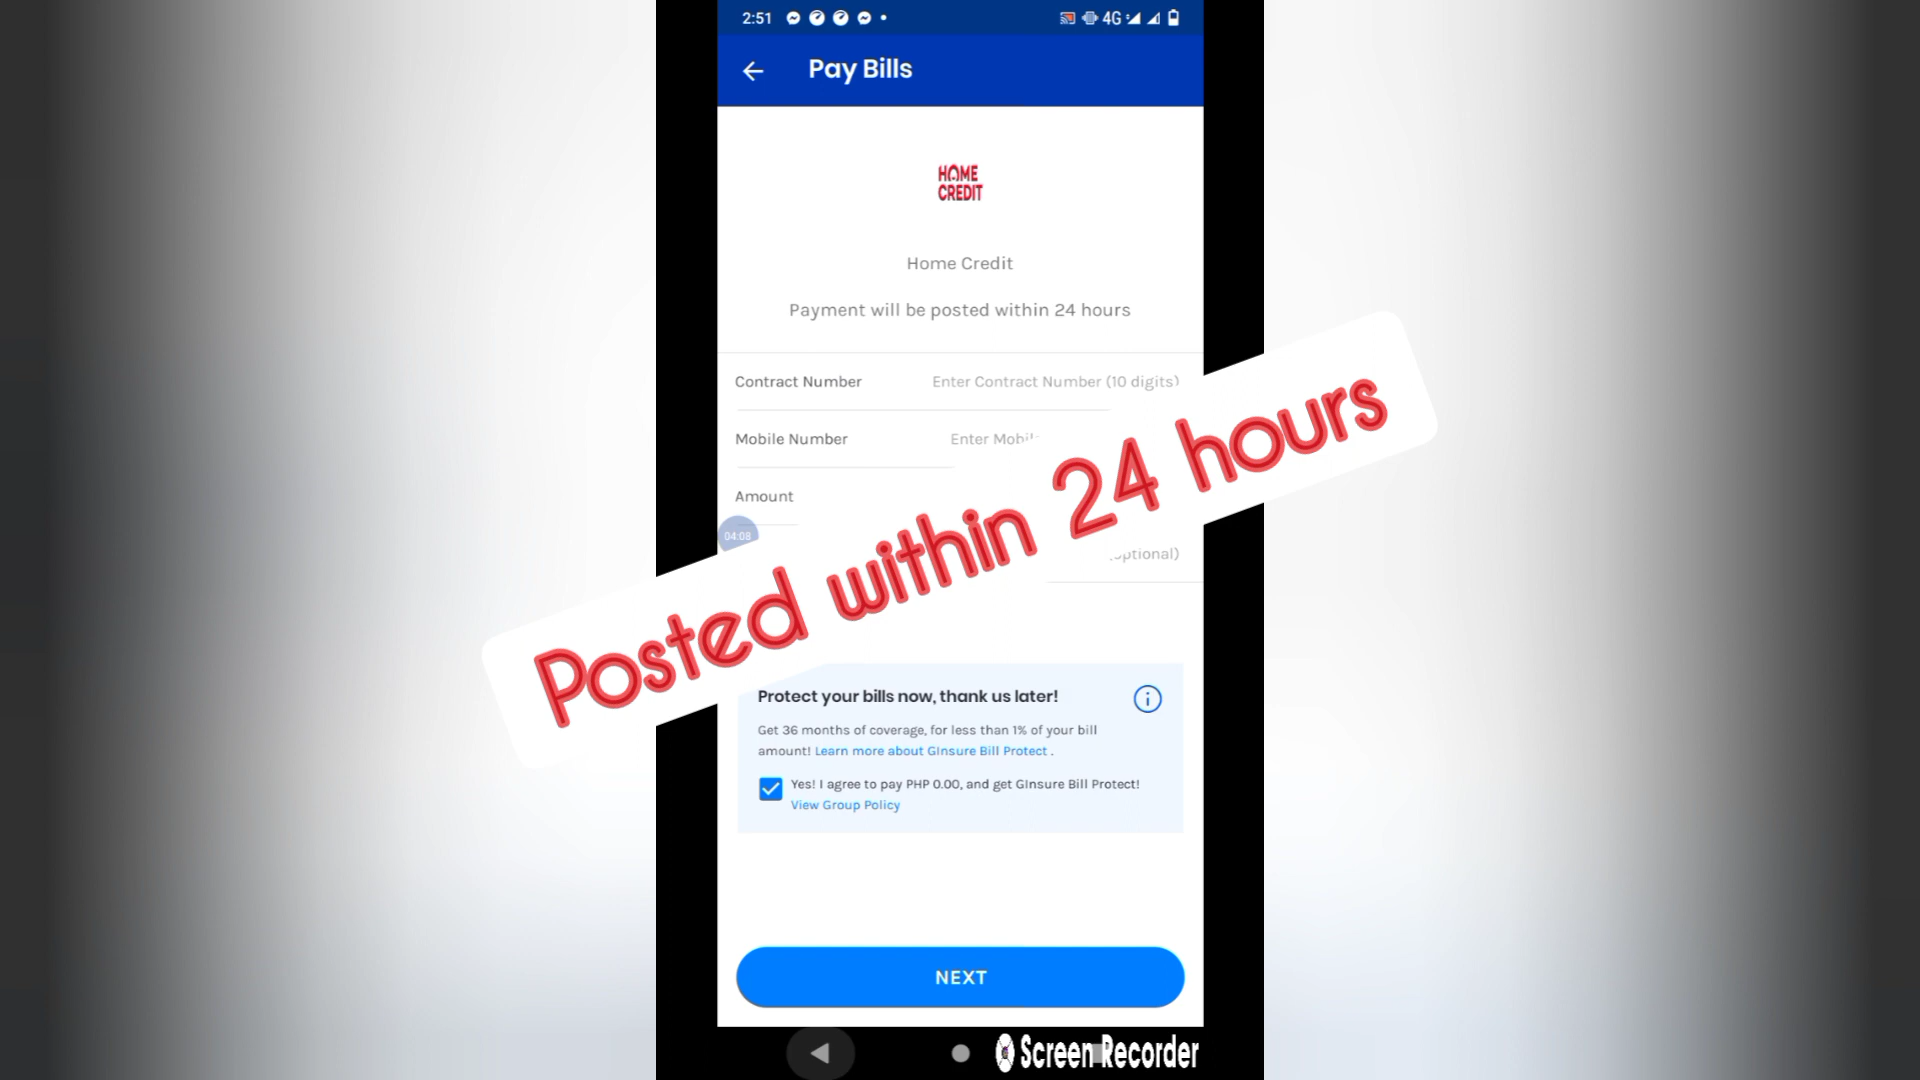 2:51
4G
Pay Bills
HOME
CREDIT
Home Credit
Payment will be posted within 24 hours
Contract Number
Enter Contract Number (10 digits)
Mobile Number
Enter
Amount
04:08
Posted within 24 hours
Protect your bills now, thank us later!
Get 36 months of coverage, for less than 1% of your bill
amount! Learn more about GInsure Bill Protect .
Yes! I agree to pay PHP 0.00, and get GInsure Bill Protect!
View Group Policy
NEXT
Screen Recorder